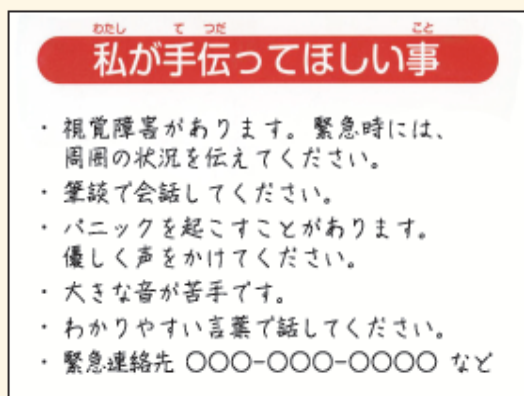 わたし て つだ こと
私が手伝ってほしい事
・視覚障害があります。緊急時には、
周囲の状況を伝えてください。
・筆談で会話してください。
・パニックを起こすことがあります。
優しく声をかけてください。
・大きな音が苦手です。
・わかりやすい言葉で話してください。
・緊急連絡先 〇〇〇-〇〇〇-〇〇〇〇 など